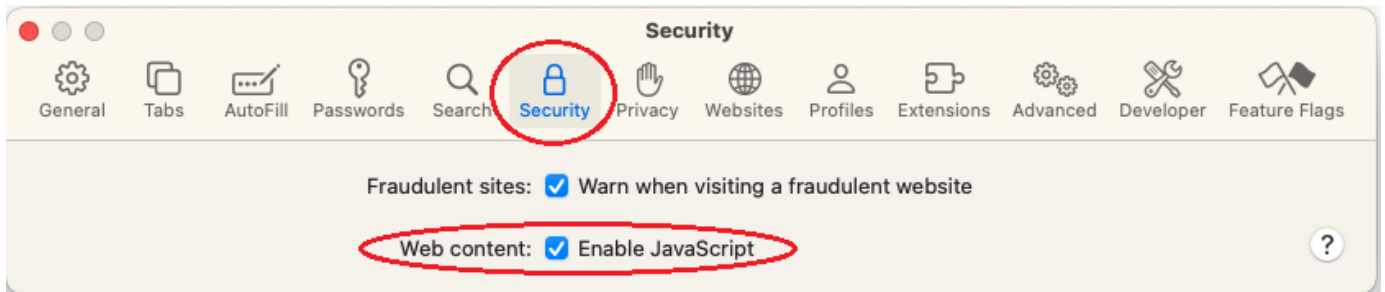 Security
General Tabs AutoFill Passwords Search Security Privacy Websites Profiles Extensions Advanced Developer Feature Flags
Fraudulent sites: Warn when visiting a fraudulent website
Web content: Enable JavaScript
?